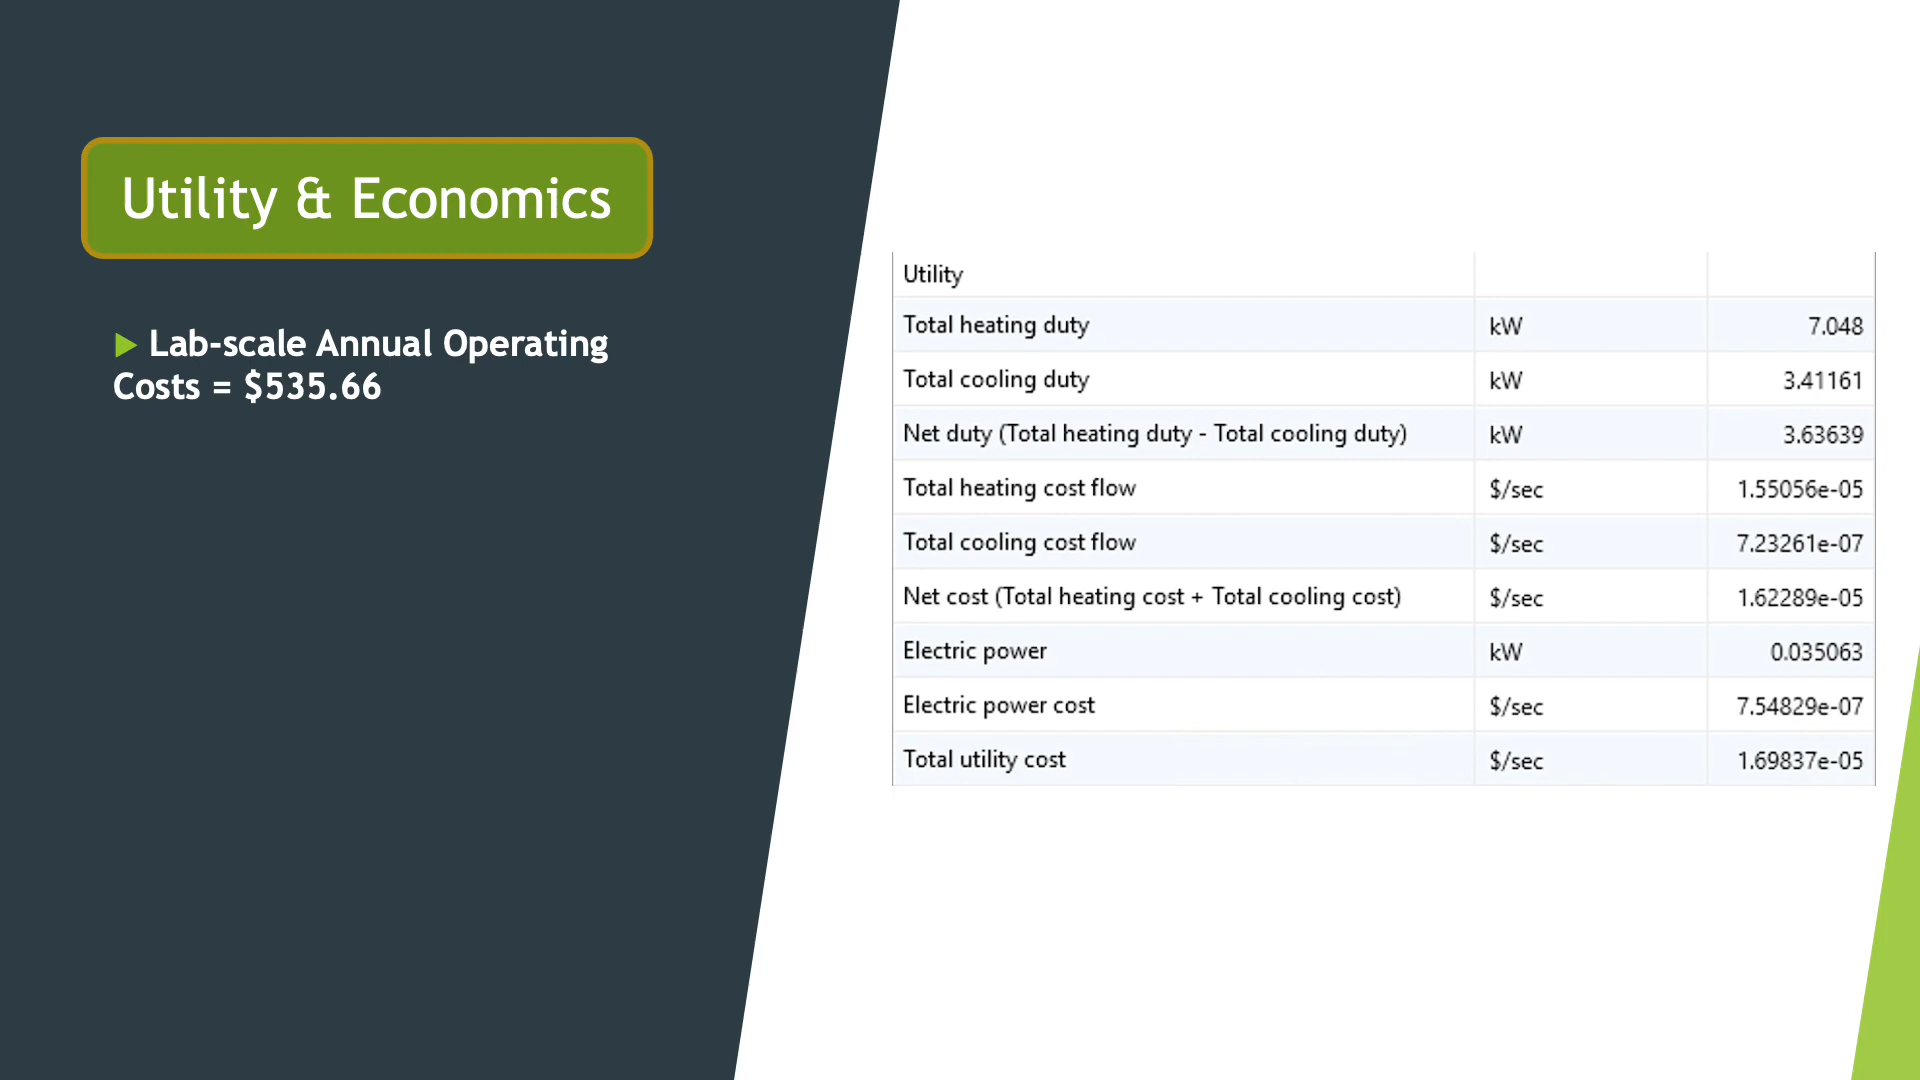 Utility & Economics
Lab-scale Annual Operating
Costs = $535.66
Utility
Total heating duty kW 7.048
Total cooling duty kW 3.41161
Net duty (Total heating duty - Total cooling duty) kW 3.63639
Total heating cost flow $/sec 1.55056e-05
Total cooling cost flow $/sec 7.23261e-07
Net cost (Total heating cost + Total cooling cost) $/sec 1.62289e-05
Electric power kW 0.035063
Electric power cost $/sec 7.54829e-07
Total utility cost $/sec 1.69837e-05